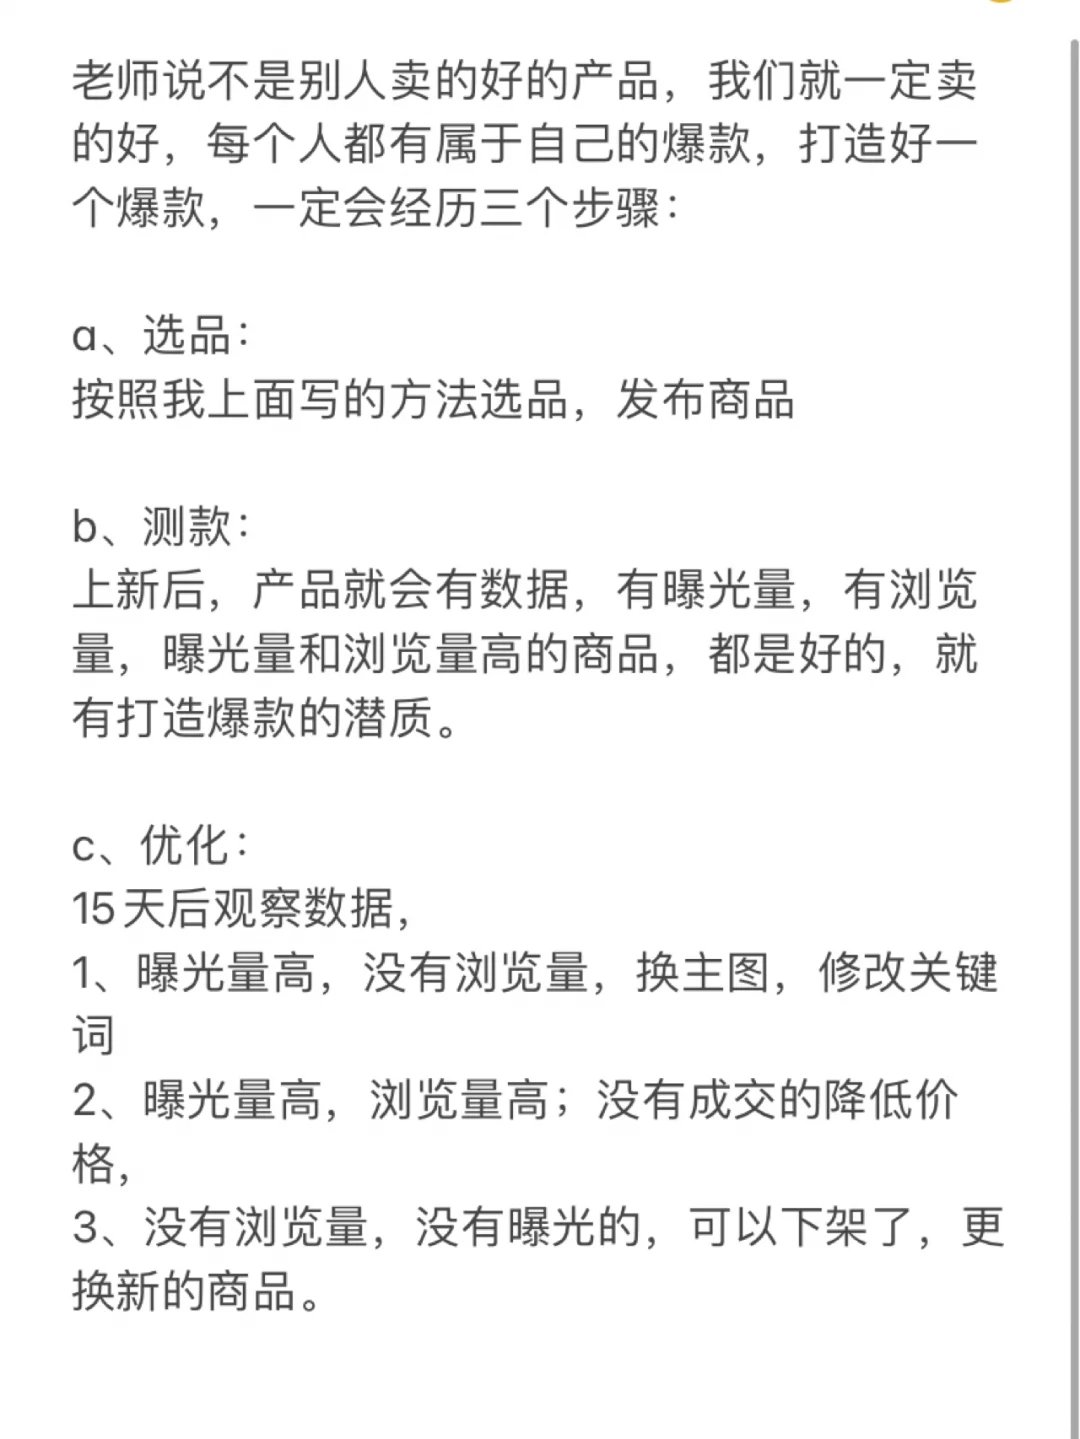 老师说不是别人卖的好的产品，我们就一定卖
的好，每个人都有属于自己的爆款，打造好一
个爆款，一定会经历三个步骤：
a、选品：
按照我上面写的方法选品，发布商品
b、测款：
上新后，产品就会有数据，有曝光量，有浏览
量，曝光量和浏览量高的商品，都是好的，就
有打造爆款的潜质。
c、优化：
15天后观察数据，
1、曝光量高，没有浏览量，换主图，修改关键
词
2、曝光量高，浏览量高；没有成交的降低价
格，
3、没有浏览量，没有曝光的，可以下架了，更
换新的商品。